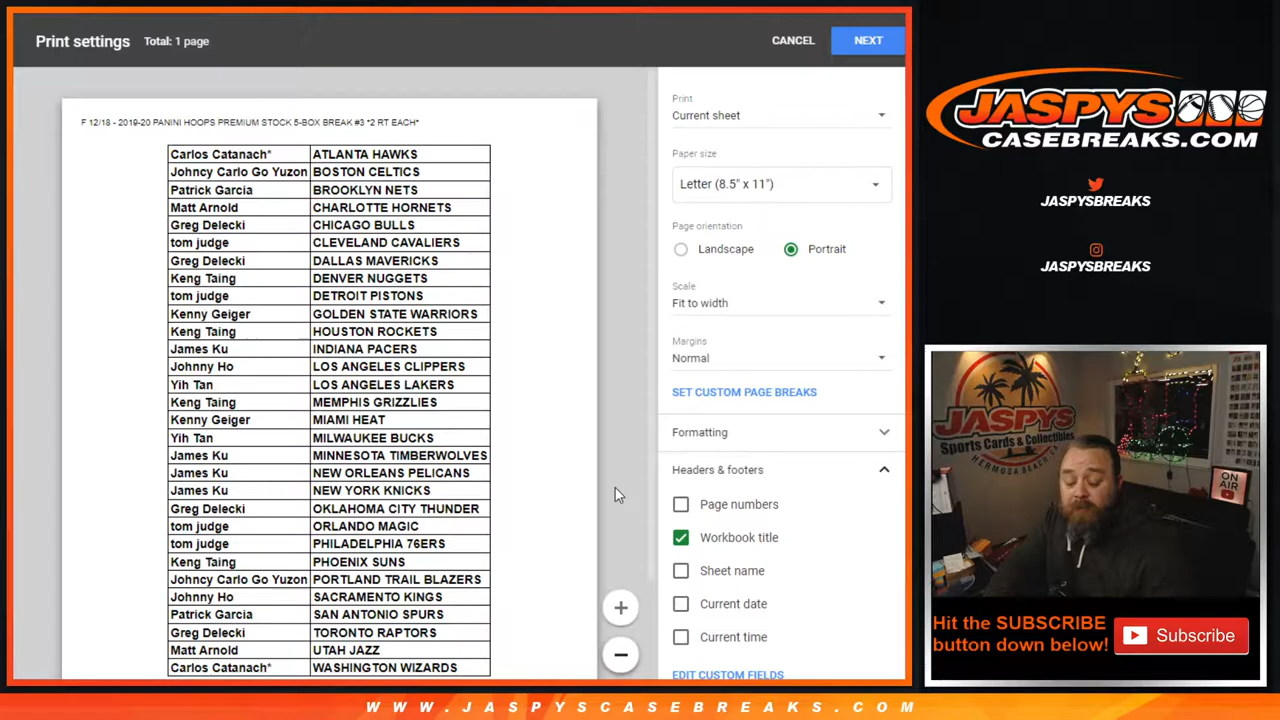 Print settings Total: 1 page CANCEL NEXT
F 12/18 - 2019-20 PANINI HOOPS PREMIUM STOCK 5-BOX BREAK #3 *2 RT EACH*
Carlos Catanach* ATLANTA HAWKS
Johncy Carlo Go Yuzon BOSTON CELTICS
Patrick Garcia BROOKLYN NETS
Matt Arnold CHARLOTTE HORNETS
Greg Delecki CHICAGO BULLS
tom judge CLEVELAND CAVALIERS
Greg Delecki DALLAS MAVERICKS
Keng Taing DENVER NUGGETS
tom judge DETROIT PISTONS
Kenny Geiger GOLDEN STATE WARRIORS
Keng Taing HOUSTON ROCKETS
James Ku INDIANA PACERS
Johnny Ho LOS ANGELES CLIPPERS
Yih Tan LOS ANGELES LAKERS
Keng Taing MEMPHIS GRIZZLIES
Kenny Geiger MIAMI HEAT
Yih Tan MILWAUKEE BUCKS
James Ku MINNESOTA TIMBERWOLVES
James Ku NEW ORLEANS PELICANS
James Ku NEW YORK KNICKS
Greg Delecki OKLAHOMA CITY THUNDER
tom judge ORLANDO MAGIC
tom judge PHILADELPHIA 76ERS
Keng Taing PHOENIX SUNS
Johncy Carlo Go Yuzon PORTLAND TRAIL BLAZERS
Johnny Ho SACRAMENTO KINGS
Patrick Garcia SAN ANTONIO SPURS
Greg Delecki TORONTO RAPTORS
Matt Arnold UTAH JAZZ
Carlos Catanach* WASHINGTON WIZARDS
Print
Current sheet
Paper size
Letter (8.5" x 11")
Page orientation
Landscape Portrait
Scale
Fit to width
Margins
Normal
SET CUSTOM PAGE BREAKS
Formatting
Headers & footers
Page numbers
Workbook title
Sheet name
Current date
Current time
EDIT CUSTOM FIELDS
JASPYS
CASEBREAKS.COM
JASPYSBREAKS
JASPYSBREAKS
JASPYS
Sports Cards & Collectibles
HERMOSA BEACH, CA
ON
AIR
Hit the SUBSCRIBE
button down below!
Subscribe
WWW.JASPYSCASEBREAKS.COM